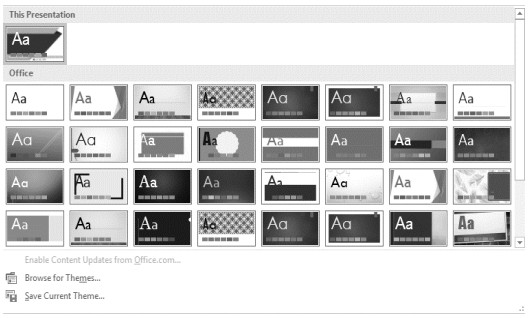 This Presentation
Aa
Office
Aa Aa Aa Aa Aa Aa Aa Aa
Aa Aa Aa Aa Aa Aa Aa Aa
Aa Aa Aa Aa Aa Aa Aa Aa
Aa Aa Aa Aa Aa Aa Aa Aa
Enable Content Updates from Office.com...
Browse for Themes...
Save Current Theme...